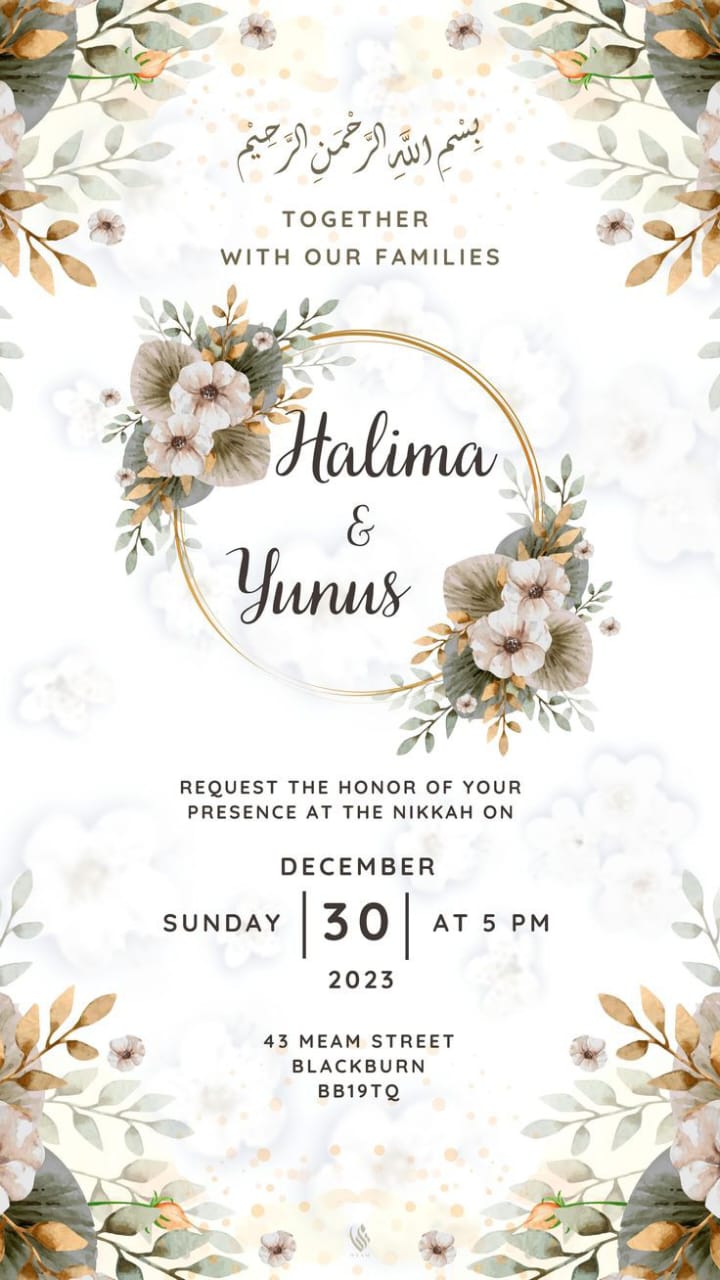 بِسْمِ اللَّهِ الرَّحْمَنِ الرَّحِيْمِ
TOGETHER
WITH OUR FAMILIES
Halima
&
Yunus
REQUEST THE HONOR OF YOUR
PRESENCE AT THE NIKKAH ON
DECEMBER
SUNDAY | 30 | AT 5 PM
2023
43 MEAM STREET
BLACKBURN
BB19TQ